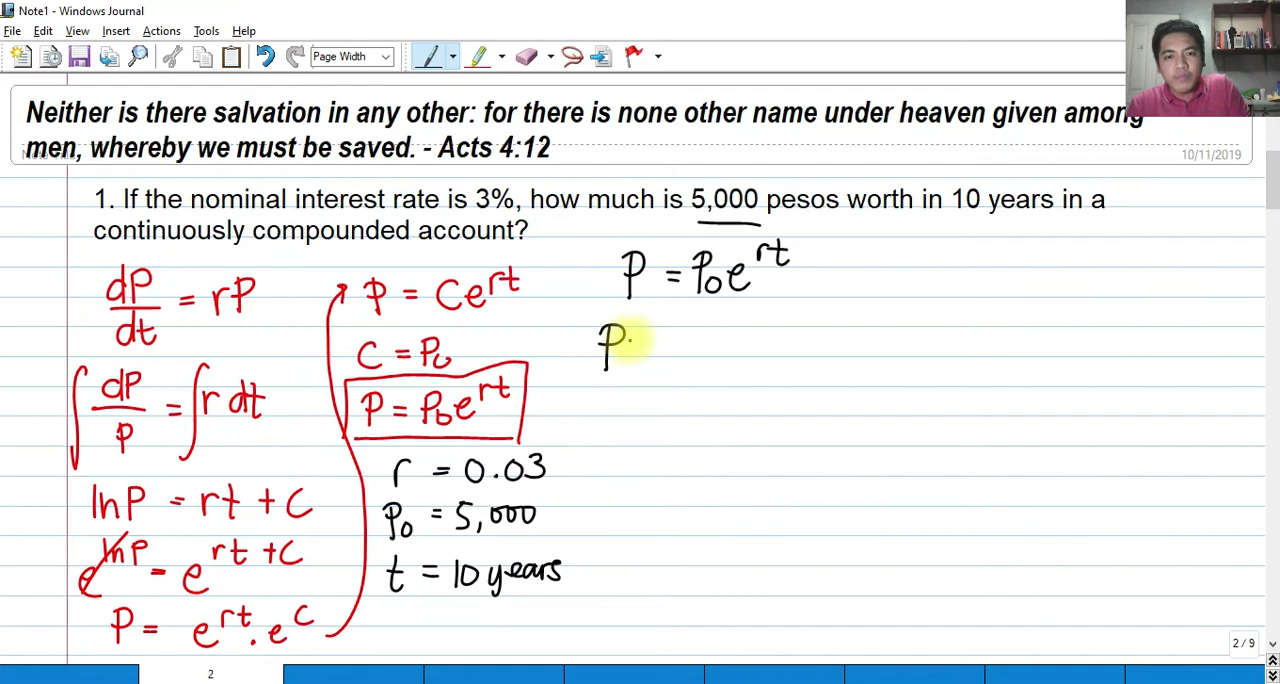 Note1 - Windows Journal
File Edit View Insert Actions Tools Help
Page Width
Neither is there salvation in any other: for there is none other name under heaven given among
men, whereby we must be saved. - Acts 4:12
10/11/2019
1. If the nominal interest rate is 3%, how much is 5,000 pesos worth in 10 years in a
continuously compounded account?
dP/dt = rP
∫ dP/P = ∫ r dt
ln P = rt + C
e^(ln P) = e^(rt + C)
P = e^(rt) . e^C
P = Ce^(rt)
C = P₀
P = P₀e^(rt)
r = 0.03
P₀ = 5,000
t = 10 years
P = P₀e^(rt)
P
2 / 9
2